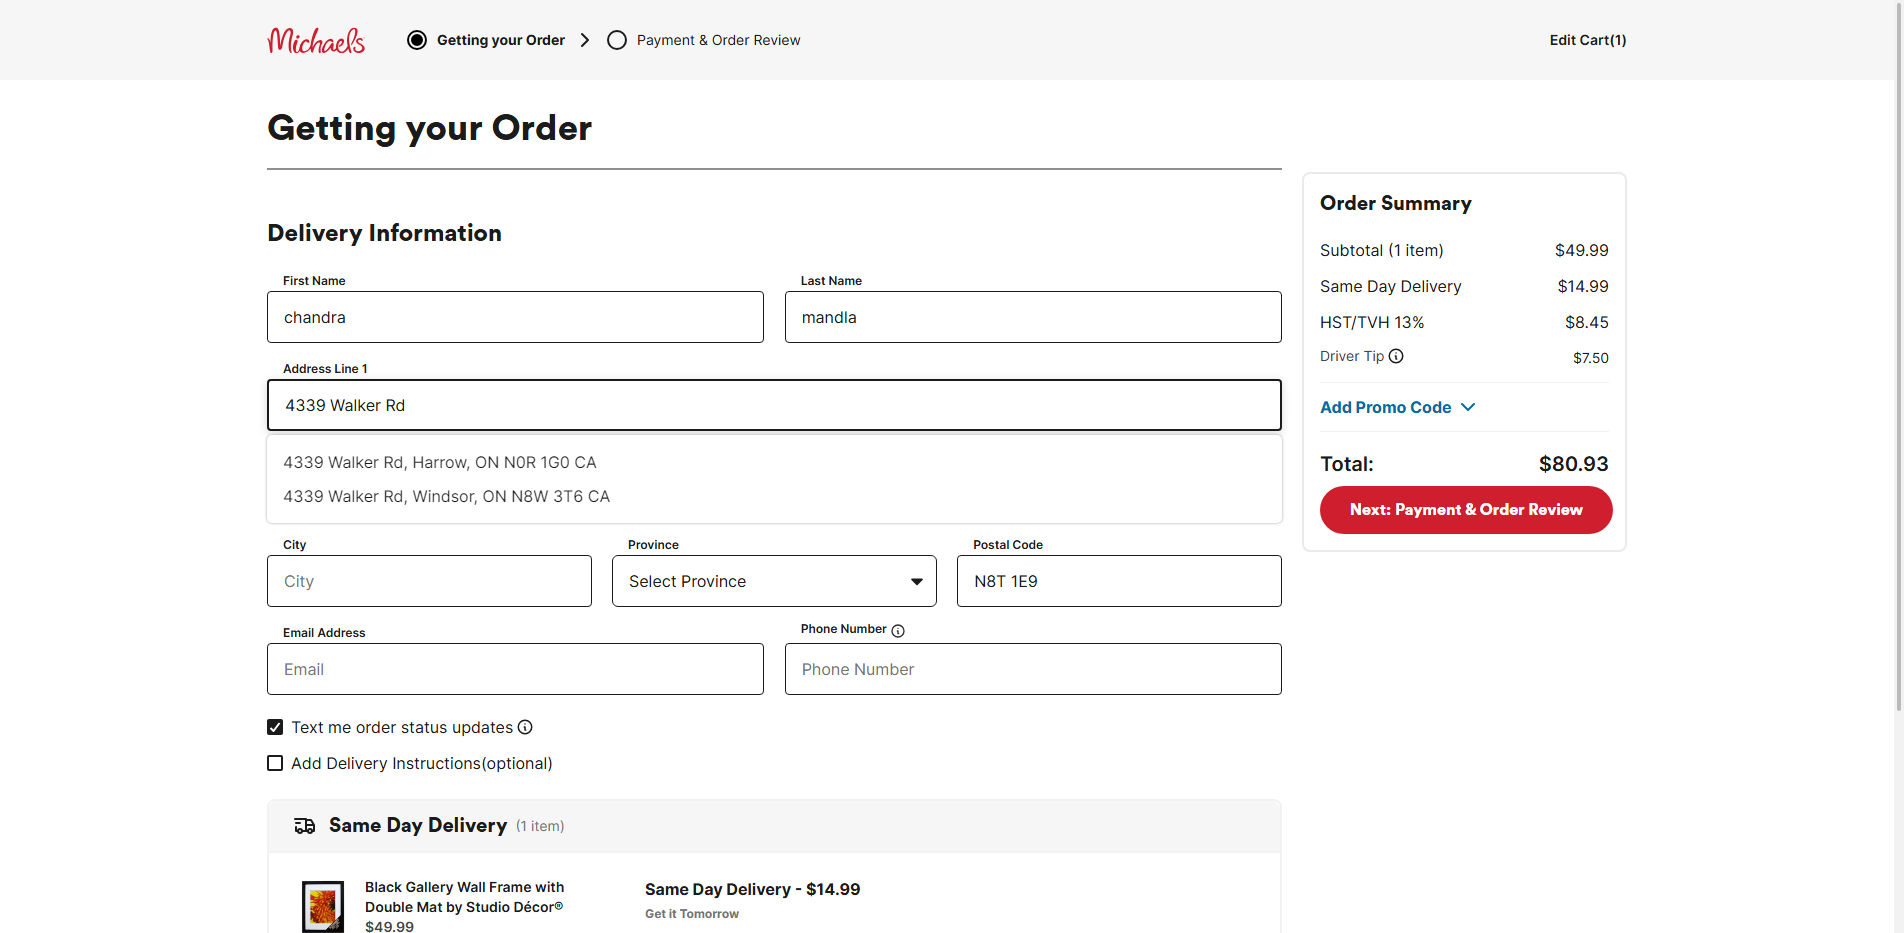 Michaels
Getting your Order
Payment & Order Review
Edit Cart(1)
Getting your Order
Delivery Information
First Name
Last Name
chandra
mandla
Address Line 1
4339 Walker Rd
4339 Walker Rd, Harrow, ON N0R 1G0 CA
4339 Walker Rd, Windsor, ON N8W 3T6 CA
City
Province
Postal Code
City
Select Province
N8T 1E9
Email Address
Phone Number
Email
Phone Number
Text me order status updates
Add Delivery Instructions(optional)
Same Day Delivery (1 item)
Black Gallery Wall Frame with
Double Mat by Studio Décor®
$49.99
Same Day Delivery - $14.99
Get it Tomorrow
Order Summary
Subtotal (1 item) $49.99
Same Day Delivery $14.99
HST/TVH 13% $8.45
Driver Tip $7.50
Add Promo Code
Total: $80.93
Next: Payment & Order Review